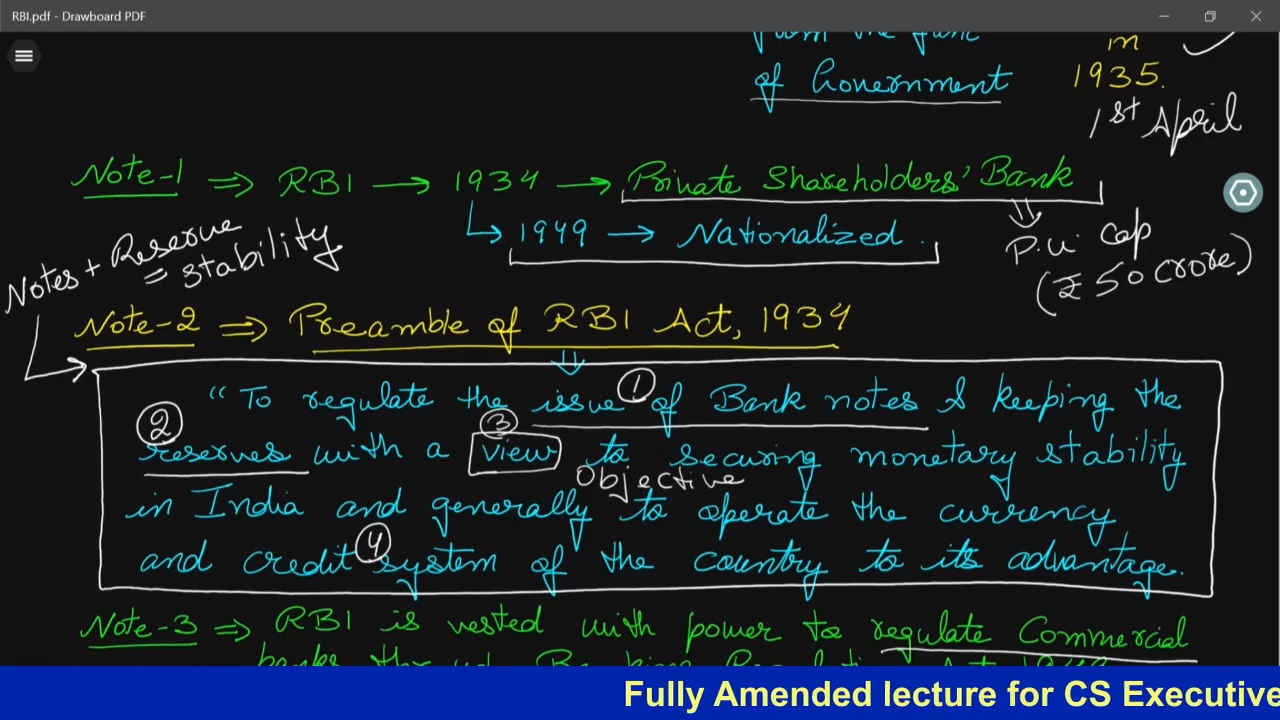 RBI.pdf - Drawboard PDF
of Government
in
1935.
1st April
Note-1 ⇒ RBI → 1934 → Private Shareholders' Bank
1949 → Nationalized.
P.u. Cap
(₹ 50 crore)
Notes + Reserve
= stability
Note-2 ⇒ Preamble of RBI Act, 1934
"To regulate the issue ① of Bank notes & keeping the
② ③
reserves with a view to securing monetary stability
Objective
in India and generally to operate the currency
and credit ④ system of the country to its advantage.
Note-3 ⇒ RBI is vested with power to regulate Commercial
Fully Amended lecture for CS Executive